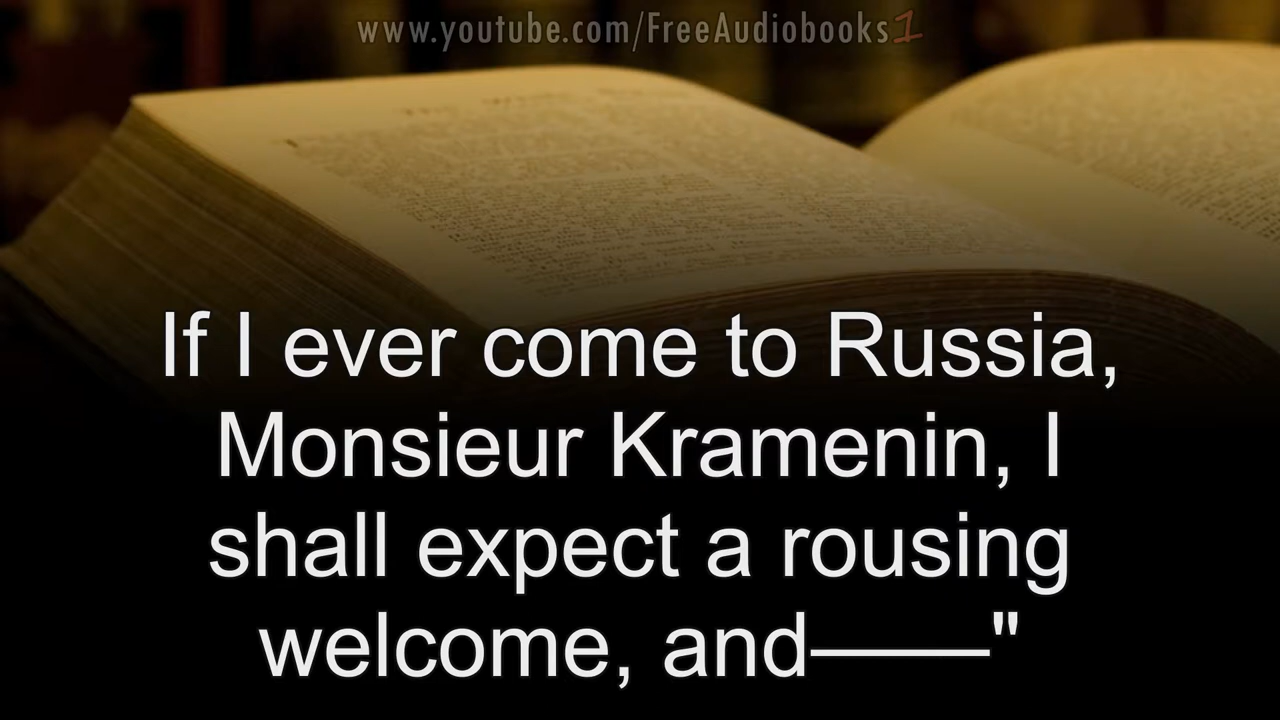 www.youtube.com/FreeAudiobooks1
If I ever come to Russia,
Monsieur Kramenin, I
shall expect a rousing
welcome, and——"